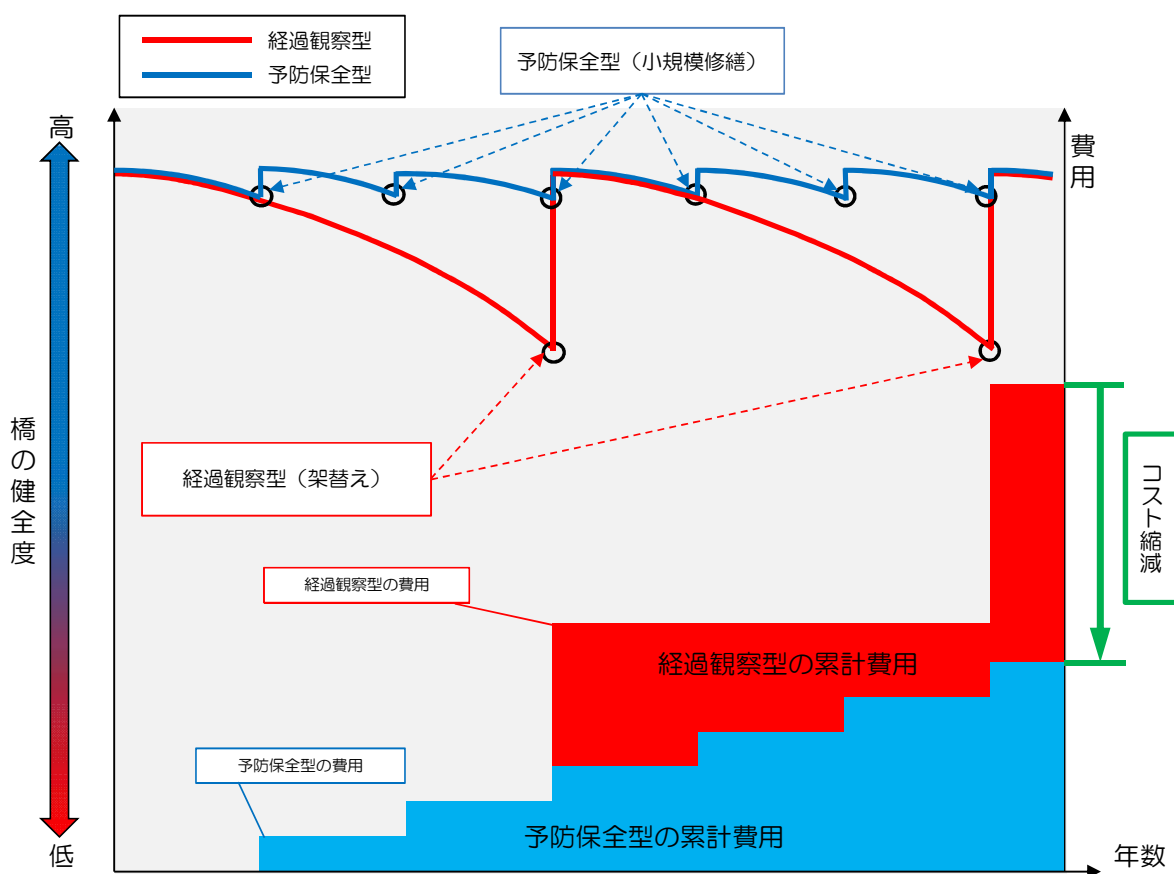 経過観察型
予防保全型
予防保全型（小規模修繕）
高
費用
橋の健全度
経過観察型（架替え）
コスト縮減
経過観察型の費用
経過観察型の累計費用
予防保全型の費用
予防保全型の累計費用
低
年数